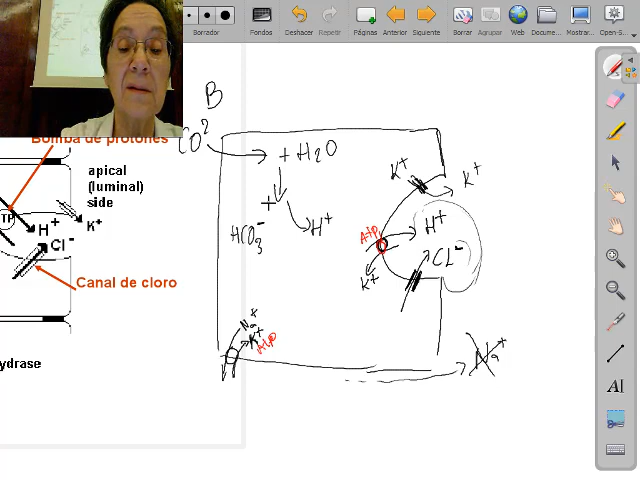 Borrador
Fondos
Deshacer
Repetir
Páginas
Anterior
Siguiente
Borrar
Agrupar
Web
Docume...
Mostrar...
Open-S...
Bomba de protones
apical
(luminal)
side
TP
K⁺
H⁺
Cl⁻
Canal de cloro
ydrase
B
CO²
+ H2O
+
HCO₃⁻
H⁺
K⁺
K⁺
Atp
H⁺
K⁺
CL⁻
Na⁺
K⁺
Atp
Na⁺
A